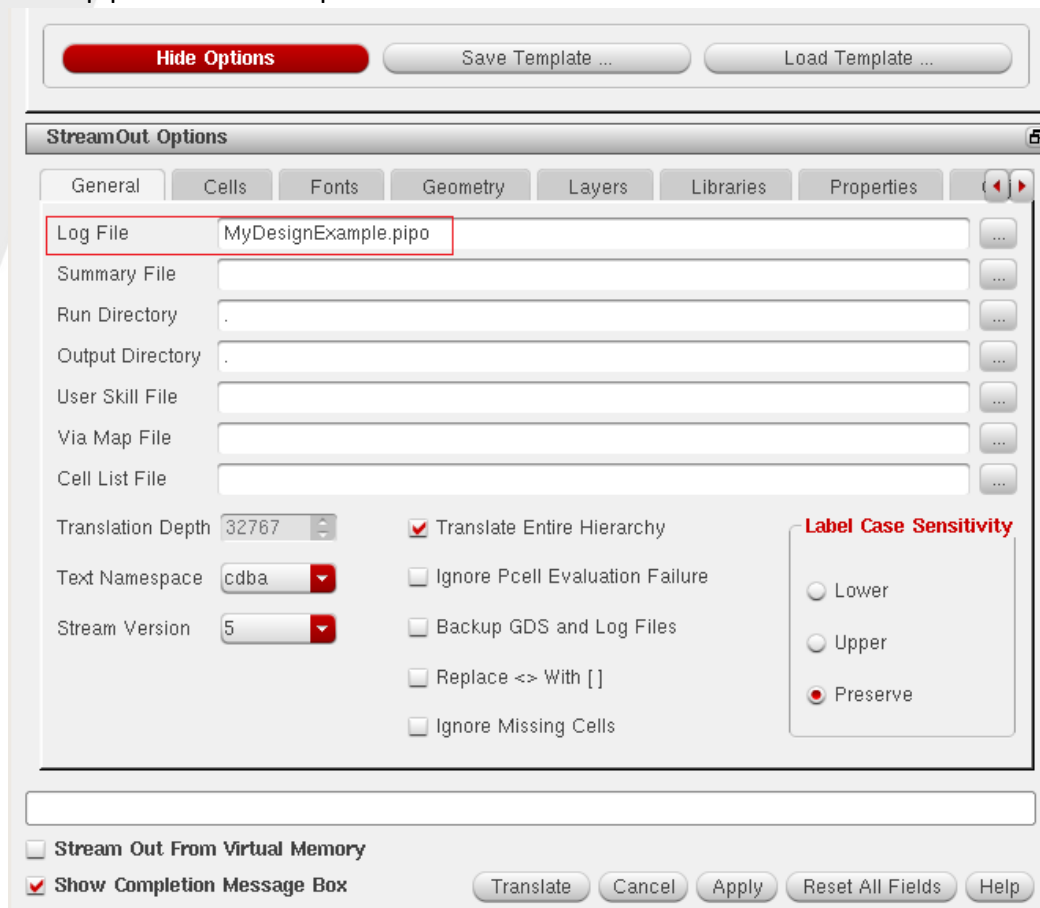 Hide Options Save Template ... Load Template ...
StreamOut Options
General Cells Fonts Geometry Layers Libraries Properties
Log File MyDesignExample.pipo ...
Summary File ...
Run Directory . ...
Output Directory . ...
User Skill File ...
Via Map File ...
Cell List File ...
Translation Depth 32767 Translate Entire Hierarchy Label Case Sensitivity
Text Namespace cdba Ignore Pcell Evaluation Failure Lower
Stream Version 5 Backup GDS and Log Files Upper
Replace <> With [ ] Preserve
Ignore Missing Cells
Stream Out From Virtual Memory
Show Completion Message Box Translate Cancel Apply Reset All Fields Help